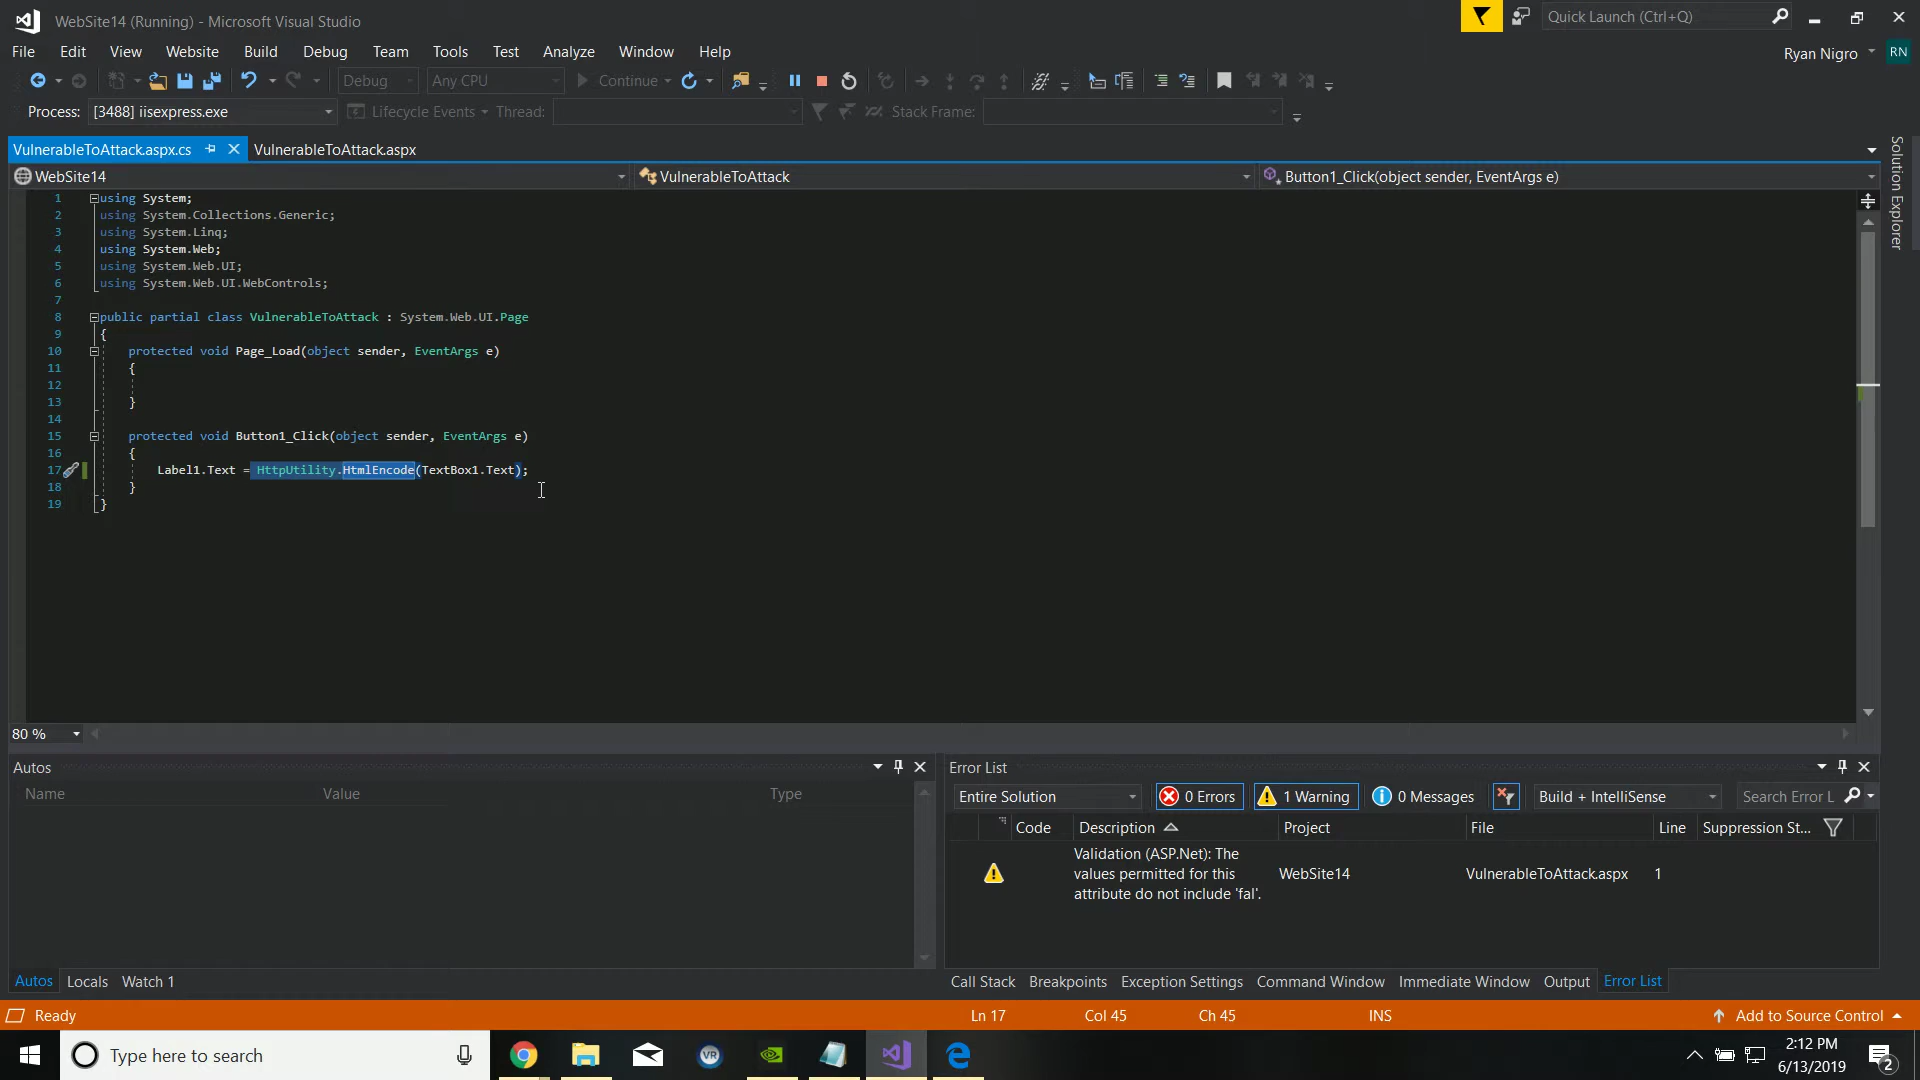 WebSite14 (Running) - Microsoft Visual Studio
Quick Launch (Ctrl+Q)
File Edit View Website Build Debug Team Tools Test Analyze Window Help
Ryan Nigro RN
Debug Any CPU Continue
Process: [3488] iisexpress.exe Lifecycle Events Thread: Stack Frame:
VulnerableToAttack.aspx.cs VulnerableToAttack.aspx
WebSite14 VulnerableToAttack Button1_Click(object sender, EventArgs e)
Solution Explorer
1 using System;
2 using System.Collections.Generic;
3 using System.Linq;
4 using System.Web;
5 using System.Web.UI;
6 using System.Web.UI.WebControls;
7
8 public partial class VulnerableToAttack : System.Web.UI.Page
9 {
10 protected void Page_Load(object sender, EventArgs e)
11 {
12
13 }
14
15 protected void Button1_Click(object sender, EventArgs e)
16 {
17 Label1.Text = HttpUtility.HtmlEncode(TextBox1.Text);
18 }
19 }
80 %
Autos
Name Value Type
Autos Locals Watch 1
Error List
Entire Solution 0 Errors 1 Warning 0 Messages Build + IntelliSense Search Error L
Code Description Project File Line Suppression St...
Validation (ASP.Net): The
values permitted for this WebSite14 VulnerableToAttack.aspx 1
attribute do not include 'fal'.
Call Stack Breakpoints Exception Settings Command Window Immediate Window Output Error List
Ready Ln 17 Col 45 Ch 45 INS Add to Source Control
Type here to search
VR
2:12 PM
6/13/2019
2